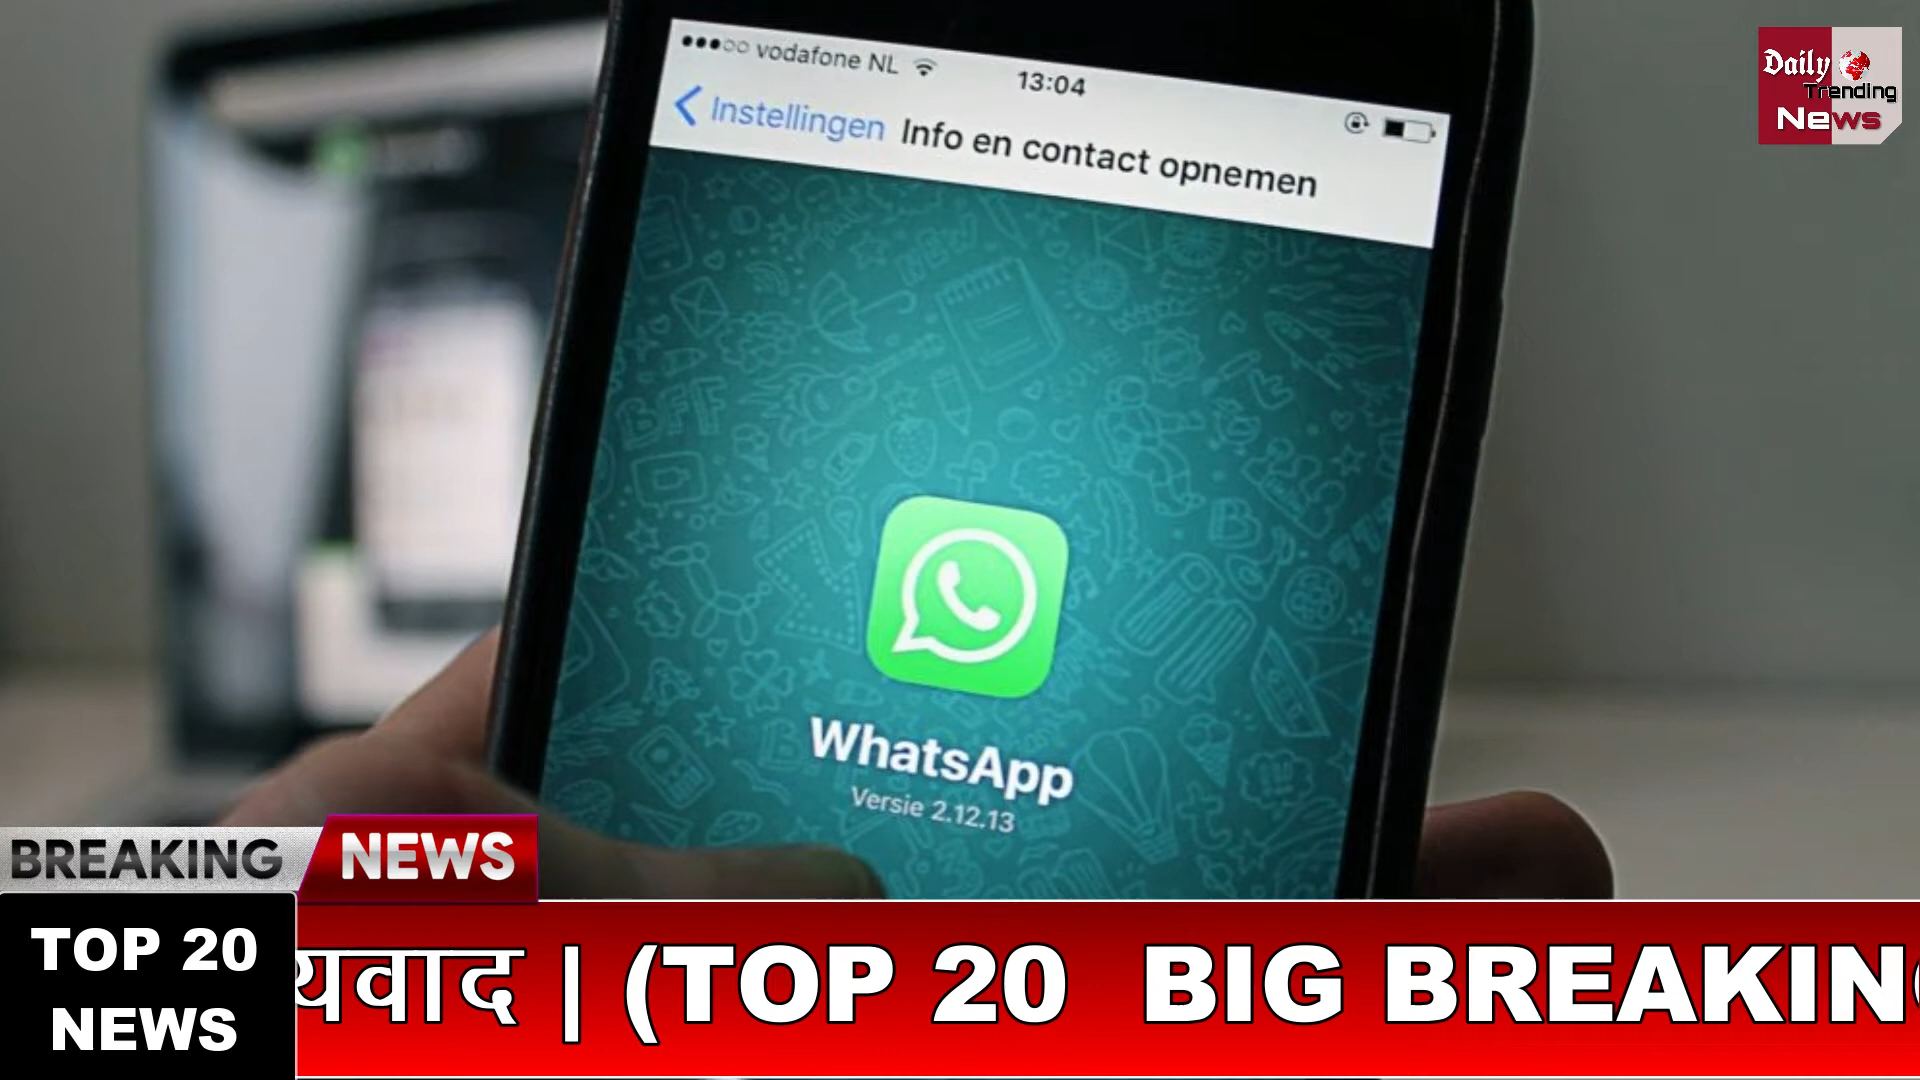 vodafone NL
13:04
Instellingen Info en contact opnemen
Daily
Trending
News
WhatsApp
Versie 2.12.13
BREAKING NEWS
TOP 20
NEWS
यवाद | (TOP 20 BIG BREAKING